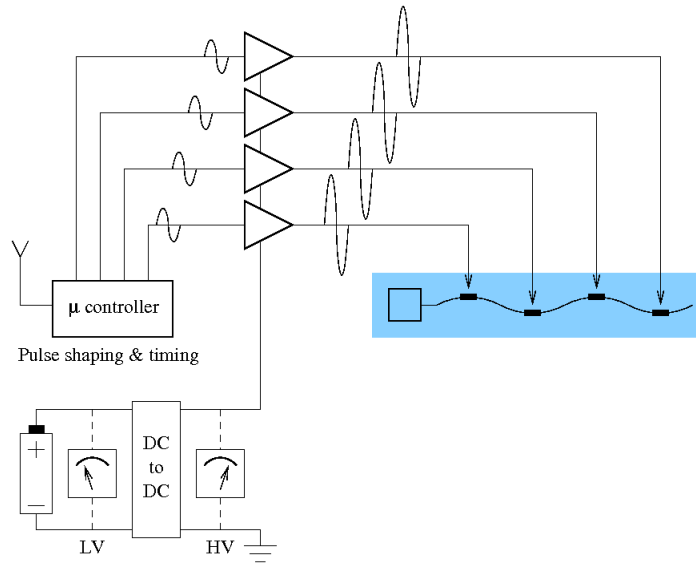 μ controller
Pulse shaping & timing
+
−
DC
to
DC
LV
HV